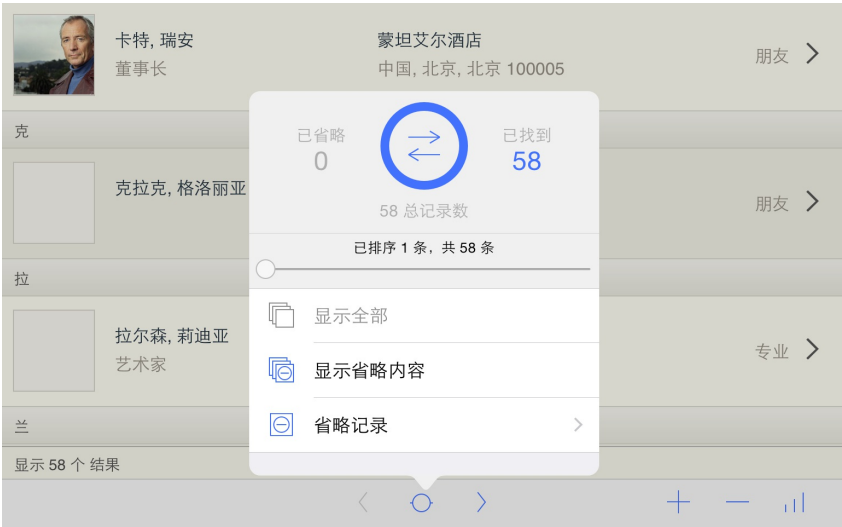 卡特, 瑞安
蒙坦艾尔酒店
董事长
中国, 北京, 北京 100005
朋友
克
已省略
0
已找到
58
58 总记录数
克拉克, 格洛丽亚
朋友
已排序 1 条，共 58 条
拉
显示全部
拉尔森, 莉迪亚
艺术家
专业
显示省略内容
省略记录
兰
显示 58 个 结果